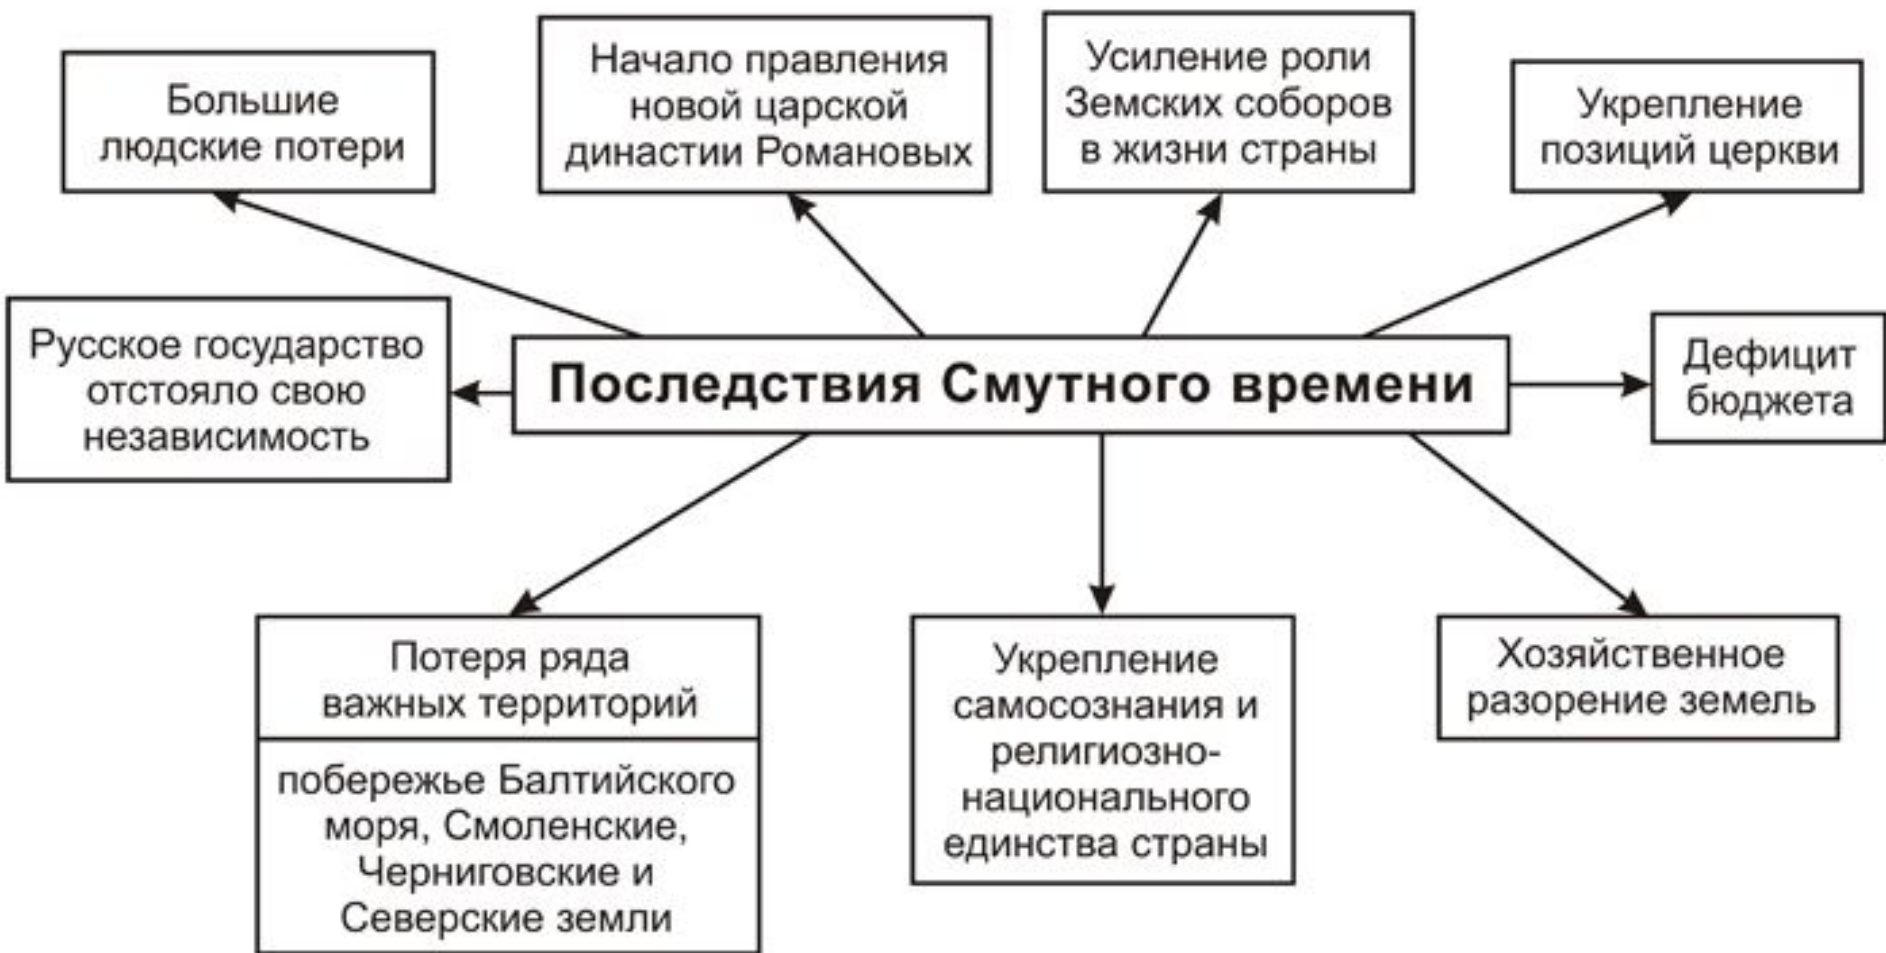 Большие
людские потери
Начало правления
новой царской
династии Романовых
Усиление роли
Земских соборов
в жизни страны
Укрепление
позиций церкви
Русское государство
отстояло свою
независимость
Последствия Смутного времени
Дефицит
бюджета
Потеря ряда
важных территорий
побережье Балтийского
моря, Смоленские,
Черниговские и
Северские земли
Укрепление
самосознания и
религиозно-
национального
единства страны
Хозяйственное
разорение земель